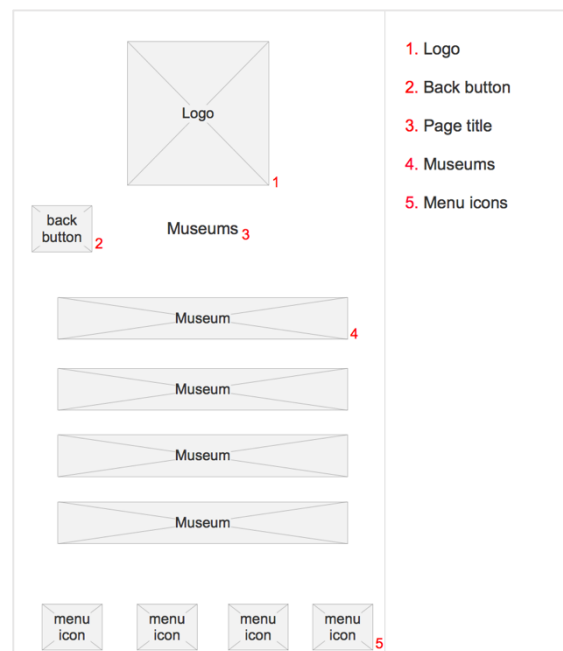 Logo
1
back
button
2
Museums 3
Museum
4
Museum
Museum
Museum
menu
icon
menu
icon
menu
icon
menu
icon
5
1. Logo
2. Back button
3. Page title
4. Museums
5. Menu icons